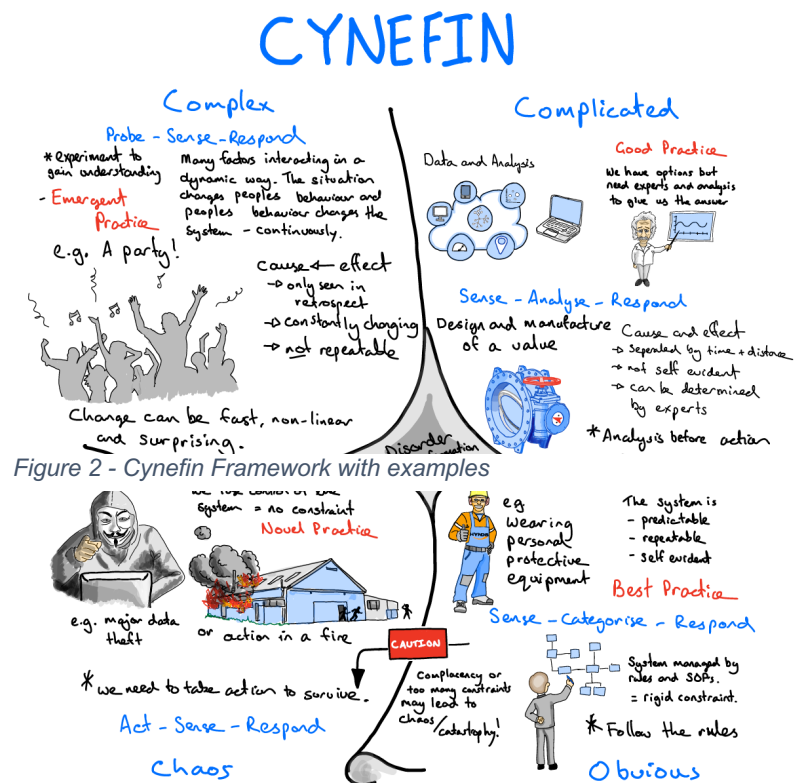 CYNEFIN
Complex
Probe - Sense - Respond
* experiment to
gain understanding
- Emergent
Practice
Many factors interacting in a
dynamic way. The situation
changes peoples behaviour and
peoples behaviour changes the
system - continuously.
e.g. A party!
cause ← effect
→ only seen in
retrospect
→ constantly changing
→ not repeatable
Change can be fast, non-linear
and surprising.
Complicated
Data and Analysis
Good Practice
We have options but
need experts and analysis
to give us the answer
Sense - Analyse - Respond
Design and manufacture
of a valve
Cause and effect
→ seperated by time + distance
→ not self evident
→ can be determined
by experts
* Analysis before action
Disorder
Figure 2 - Cynefin Framework with examples
system = no constraint
Novel Practice
e.g. major data
theft
or action in a fire
* we need to take action to survive.
Act - Sense - Respond
Chaos
CAUTION
Complacency or
too many constraints
may lead to
chaos/
catastrophy!
e.g
wearing
personal
protective
equipment
HYNDS
The system is
- predictable
- repeatable
- self evident
Best Practice
Sense - Categorise - Respond
System managed by
rules and SOPs.
= rigid constraint.
* Follow the rules
Obvious